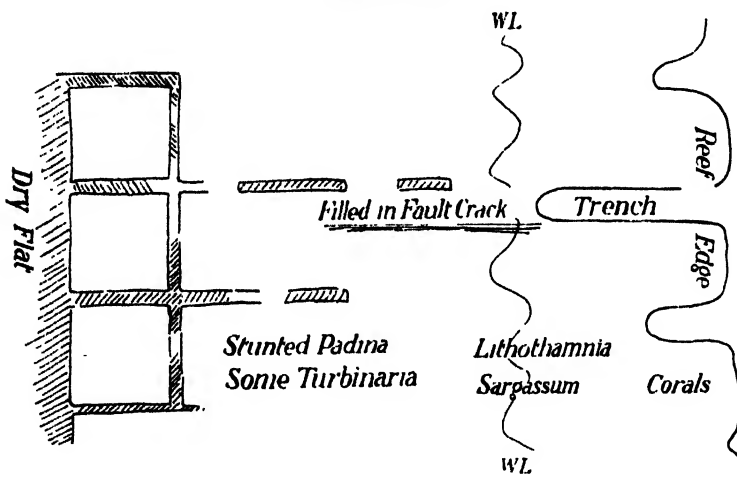 WL
Dry Flat
Reef
Filled in Fault Crack
Trench
Edge
Stunted Padina
Some Turbinaria
Lithothamnia
Sargassum
Corals
WL